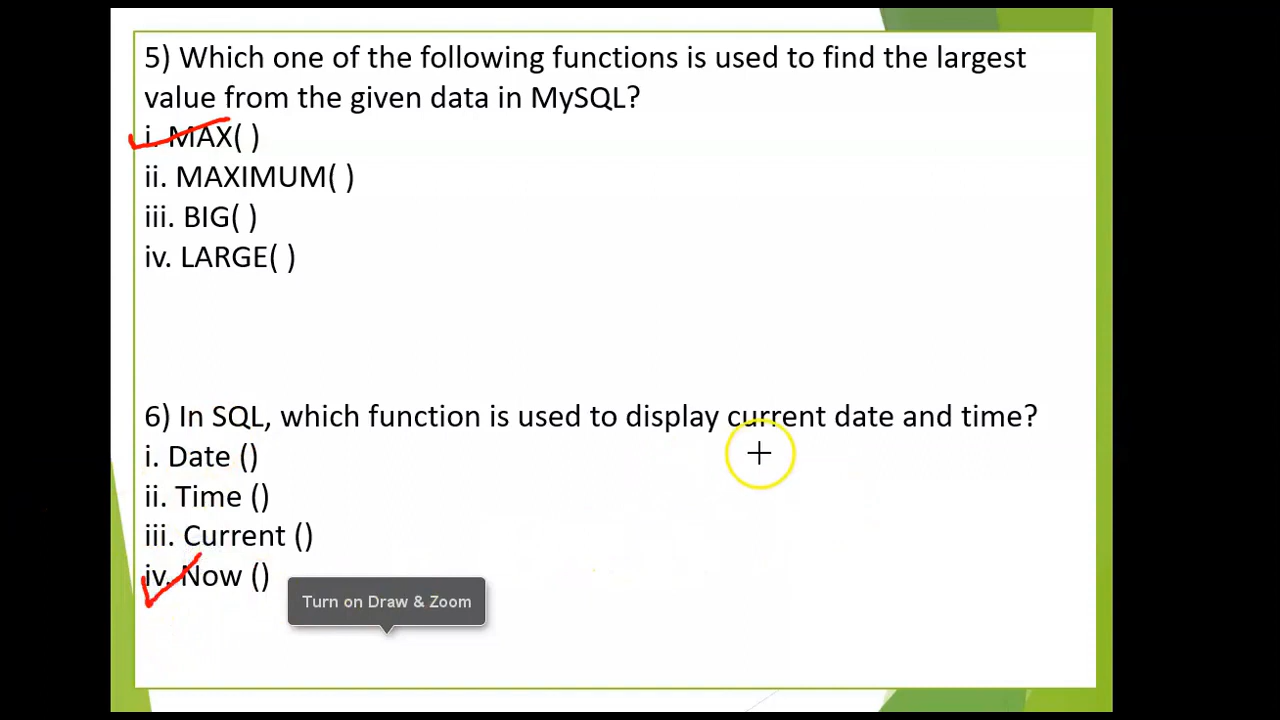 5) Which one of the following functions is used to find the largest
value from the given data in MySQL?
i. MAX( )
ii. MAXIMUM( )
iii. BIG( )
iv. LARGE( )
6) In SQL, which function is used to display current date and time?
i. Date ()
ii. Time ()
iii. Current ()
iv. Now ()
Turn on Draw & Zoom